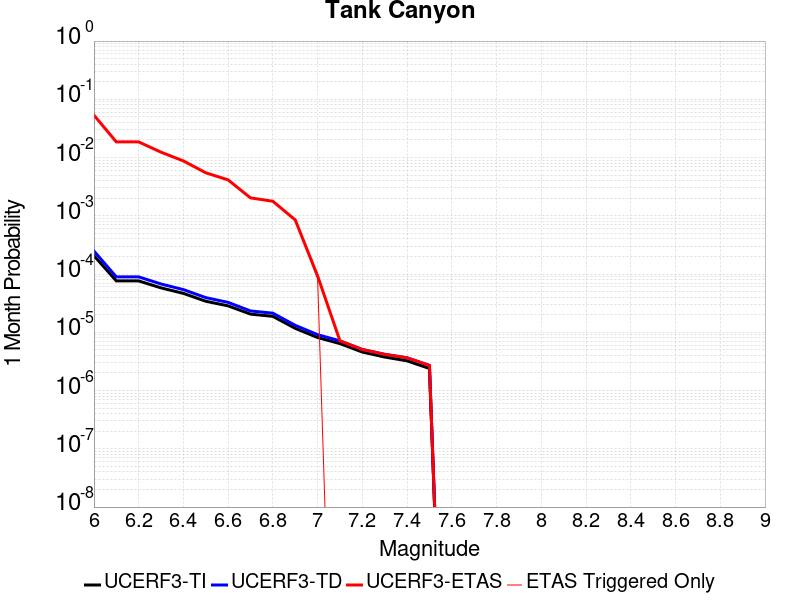 Tank Canyon
10 0
10 -1
10 -2
10 -3
10 -4
10 -5
10 -6
10 -7
10 -8
1 Month Probability
6 6.2 6.4 6.6 6.8 7 7.2 7.4 7.6 7.8 8 8.2 8.4 8.6 8.8 9
Magnitude
UCERF3-TI UCERF3-TD UCERF3-ETAS ETAS Triggered Only